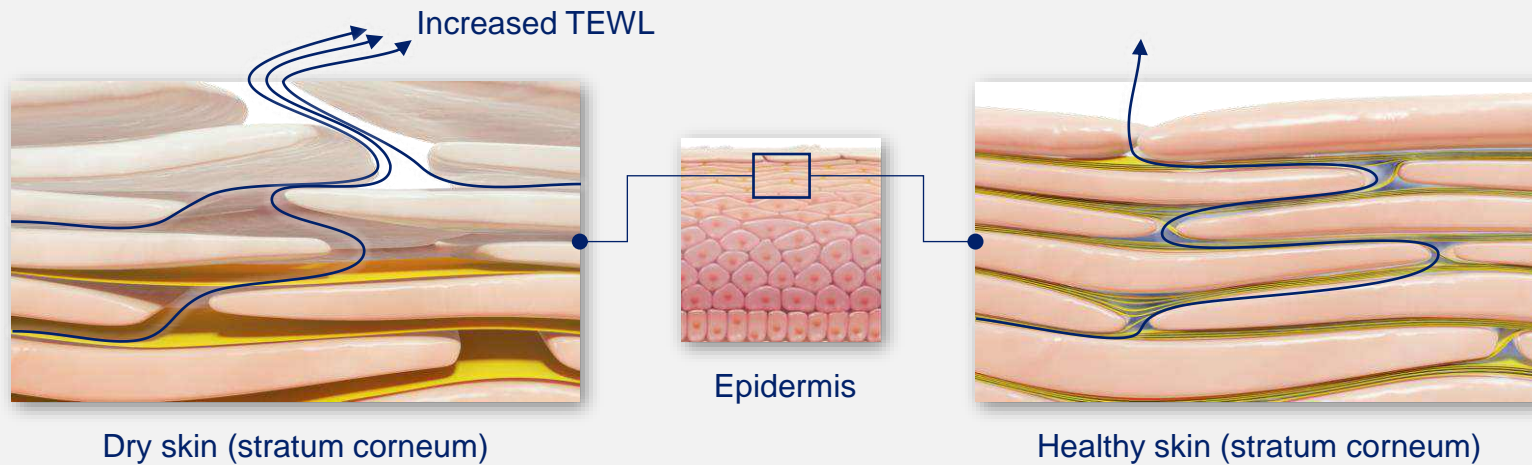 Increased TEWL
Epidermis
Dry skin (stratum corneum)
Healthy skin (stratum corneum)